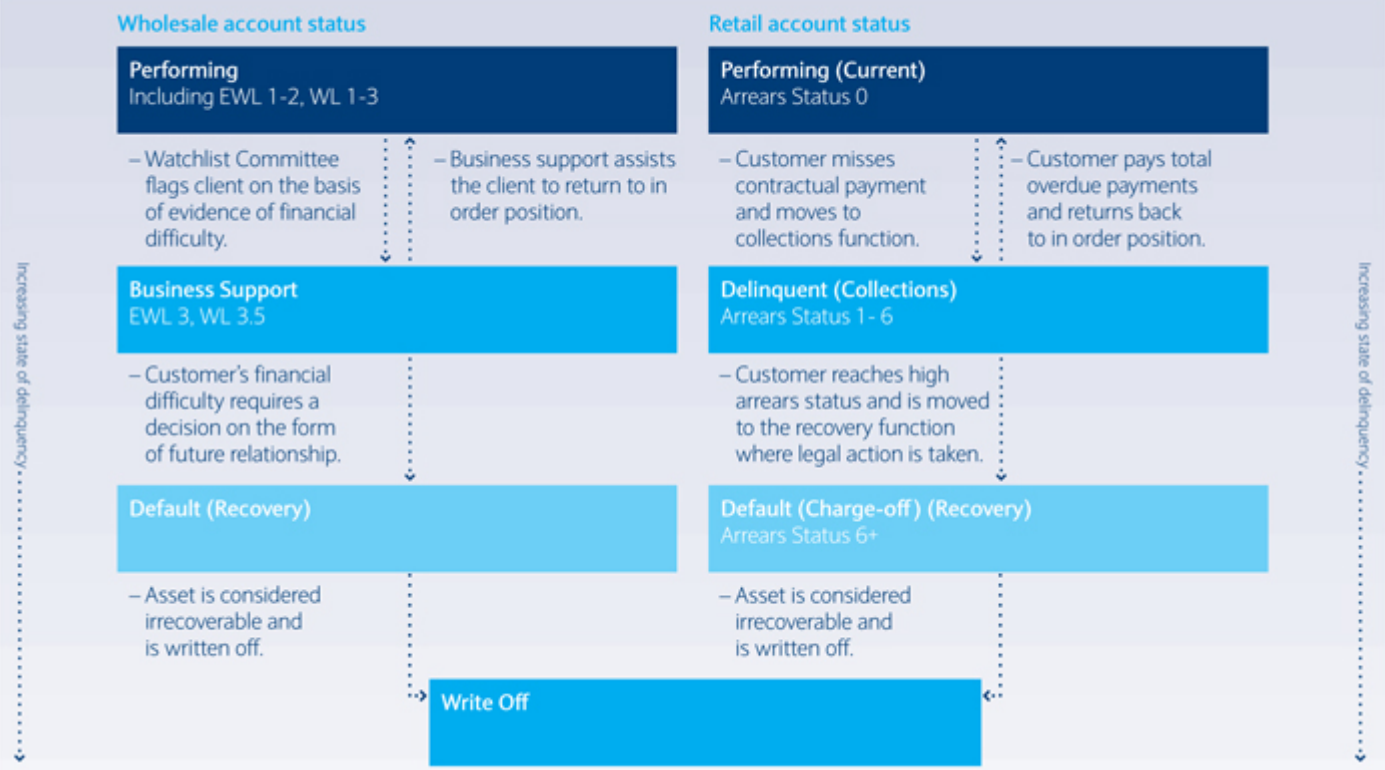 Wholesale account status
Performing
Including EWL 1-2, WL 1-3
– Watchlist Committee
flags client on the basis
of evidence of financial
difficulty.
– Business support assists
the client to return to in
order position.
Business Support
EWL 3, WL 3.5
– Customer's financial
difficulty requires a
decision on the form
of future relationship.
Default (Recovery)
– Asset is considered
irrecoverable and
is written off.
Retail account status
Performing (Current)
Arrears Status 0
– Customer misses
contractual payment
and moves to
collections function.
– Customer pays total
overdue payments
and returns back
to in order position.
Delinquent (Collections)
Arrears Status 1- 6
– Customer reaches high
arrears status and is moved
to the recovery function
where legal action is taken.
Default (Charge-off) (Recovery)
Arrears Status 6+
– Asset is considered
irrecoverable and
is written off.
Write Off
Increasing state of delinquency
Increasing state of delinquency